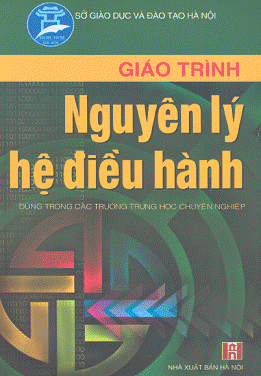 SỞ GIÁO DỤC VÀ ĐÀO TẠO HÀ NỘI
GIÁO TRÌNH
Nguyên lý
hệ điều hành
DÙNG TRONG CÁC TRƯỜNG TRUNG HỌC CHUYÊN NGHIỆP
NHÀ XUẤT BẢN HÀ NỘI